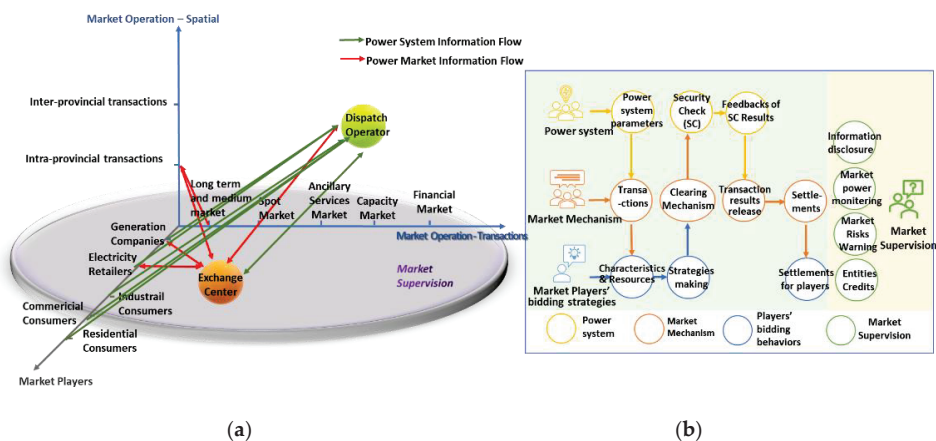 Market Operation – Spatial
Power System Information Flow
Power Market Information Flow
Inter-provincial transactions
Dispatch
Operator
Intra-provincial transactions
Long term
and medium
market
Spot
Market
Ancillary
Services
Market
Capacity
Market
Financial
Market
Market Operation - Transactions
Generation
Companies
Electricity
Retailers
Exchange
Center
Market
Supervision
Industrail
Consumers
Commericial
Consumers
Residential
Consumers
Market Players
(a)
Power system
Power
system
parameters
Security
Check
(SC)
Feedbacks of
SC Results
Market Mechanism
Transa
-ctions
Clearing
Mechanism
Transaction
results
release
Settle-
ments
Market Players'
bidding strategies
Characteristics
& Resources
Strategies
making
Settlements
for players
Information
disclosure
Market
power
monitoring
Market
Risks
Warning
Entities
Credits
Market
Supervision
Power
system
Market
Mechanism
Players'
bidding
behaviors
Market
Supervision
(b)